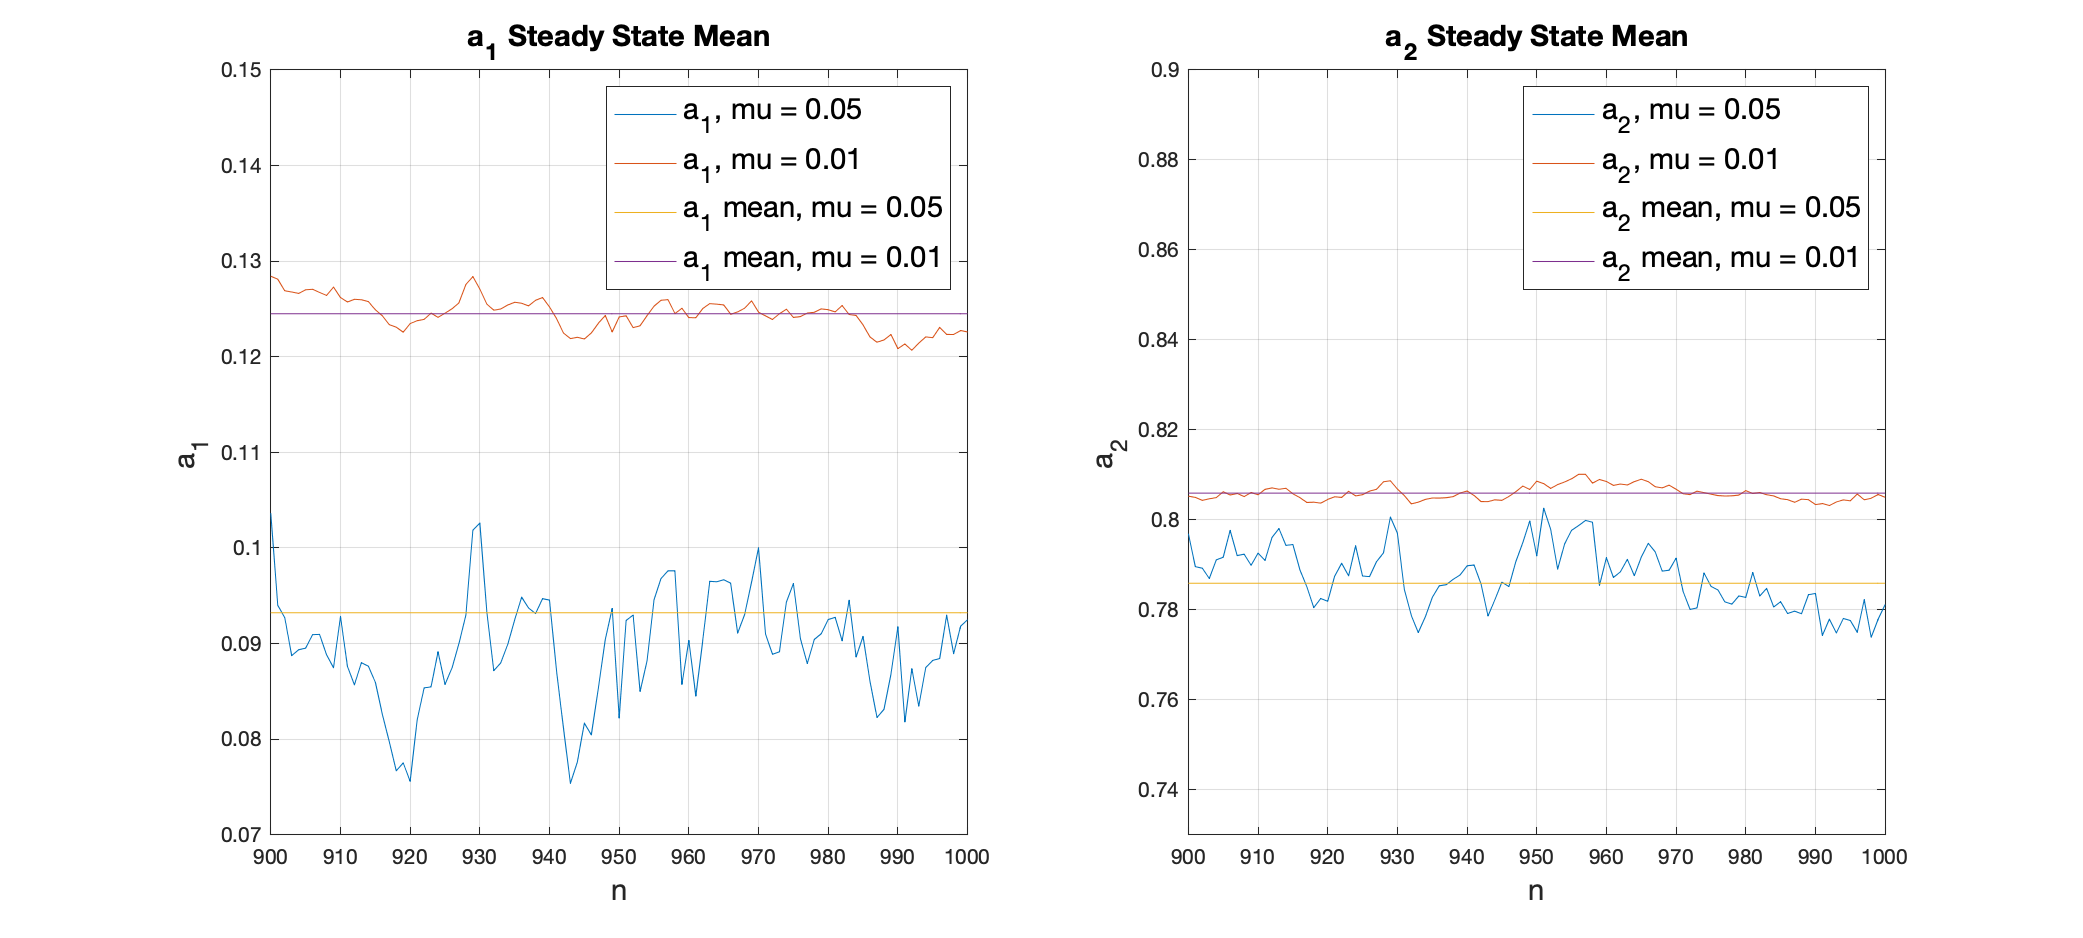 a1 Steady State Mean
0.15
0.14
0.13
0.12
0.11
0.1
0.09
0.08
0.07
a1
900 910 920 930 940 950 960 970 980 990 1000
n
a1, mu = 0.05
a1, mu = 0.01
a1 mean, mu = 0.05
a1 mean, mu = 0.01
a2 Steady State Mean
0.9
0.88
0.86
0.84
0.82
0.8
0.78
0.76
0.74
a2
900 910 920 930 940 950 960 970 980 990 1000
n
a2, mu = 0.05
a2, mu = 0.01
a2 mean, mu = 0.05
a2 mean, mu = 0.01